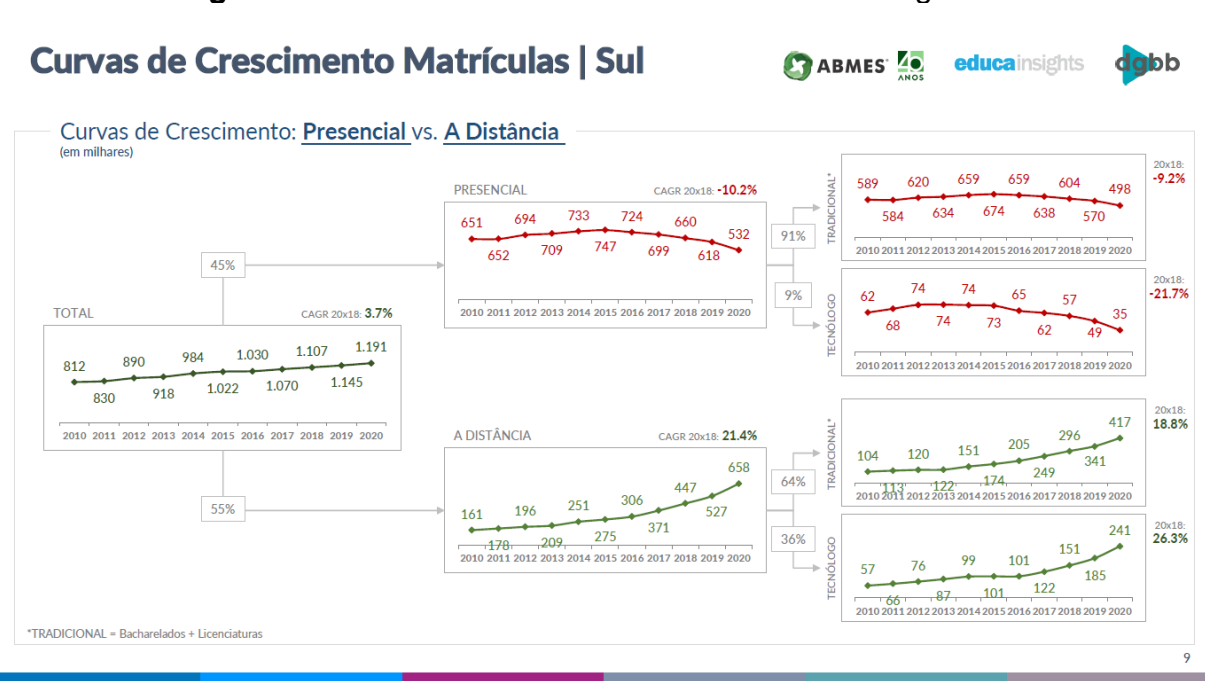 Curvas de Crescimento Matrículas | Sul
ABMES 40 ANOS
educainsights
dgbb
Curvas de Crescimento: Presencial vs. A Distância
(em milhares)
TOTAL
CAGR 20x18: 3.7%
812 830 890 918 984 1.022 1.030 1.070 1.107 1.145 1.191
2010 2011 2012 2013 2014 2015 2016 2017 2018 2019 2020
45%
55%
PRESENCIAL
CAGR 20x18: -10.2%
651 652 694 709 733 747 724 699 660 618 532
2010 2011 2012 2013 2014 2015 2016 2017 2018 2019 2020
91%
9%
TRADICIONAL*
20x18:
-9.2%
589 584 620 634 659 674 659 638 604 570 498
2010 2011 2012 2013 2014 2015 2016 2017 2018 2019 2020
TECNÓLOGO
20x18:
-21.7%
62 68 74 74 74 73 65 62 57 49 35
2010 2011 2012 2013 2014 2015 2016 2017 2018 2019 2020
A DISTÂNCIA
CAGR 20x18: 21.4%
161 178 196 209 251 275 306 371 447 527 658
2010 2011 2012 2013 2014 2015 2016 2017 2018 2019 2020
64%
36%
TRADICIONAL*
20x18:
18.8%
104 113 120 122 151 174 205 249 296 341 417
2010 2011 2012 2013 2014 2015 2016 2017 2018 2019 2020
TECNÓLOGO
20x18:
26.3%
57 66 76 87 99 101 101 122 151 185 241
2010 2011 2012 2013 2014 2015 2016 2017 2018 2019 2020
*TRADICIONAL = Bacharelados + Licenciaturas
9